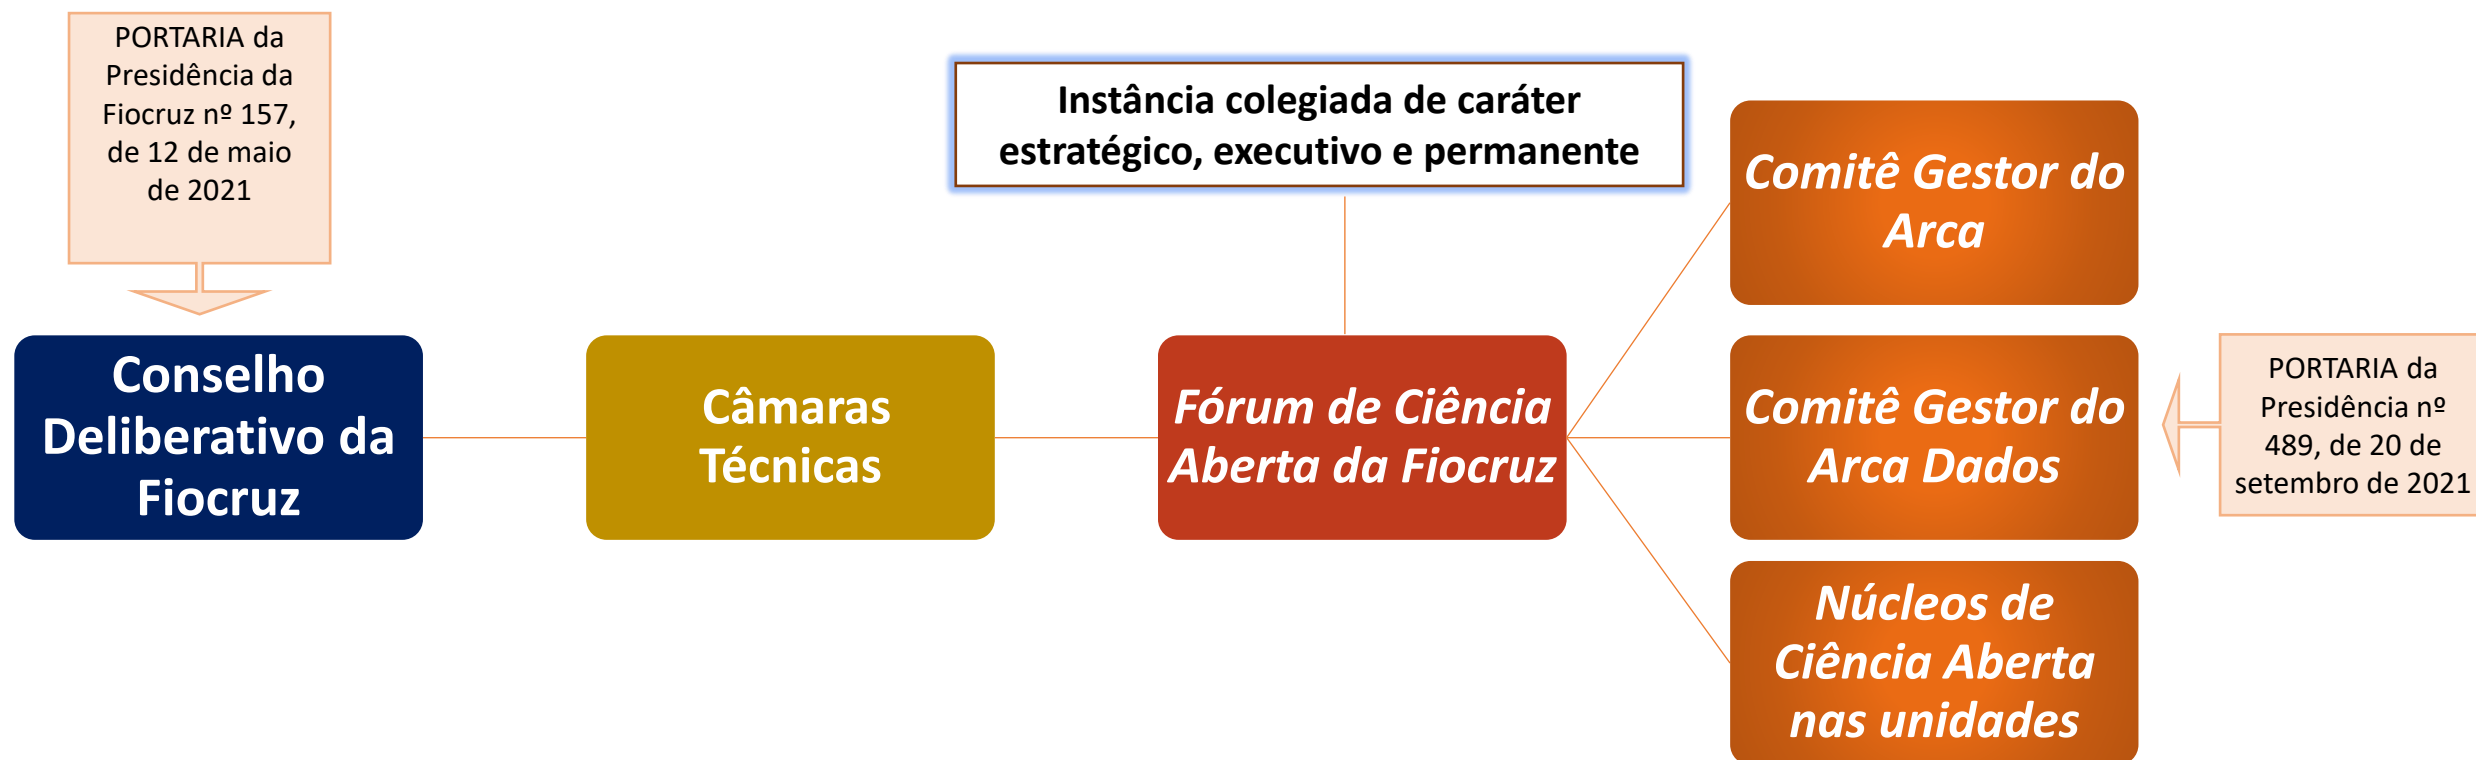 PORTARIA da
Presidência da
Fiocruz nº 157,
de 12 de maio
de 2021
Instância colegiada de caráter
estratégico, executivo e permanente
Conselho
Deliberativo da
Fiocruz
Câmaras
Técnicas
Fórum de Ciência
Aberta da Fiocruz
Comitê Gestor do
Arca
Comitê Gestor do
Arca Dados
Núcleos de
Ciência Aberta
nas unidades
PORTARIA da
Presidência nº
489, de 20 de
setembro de 2021